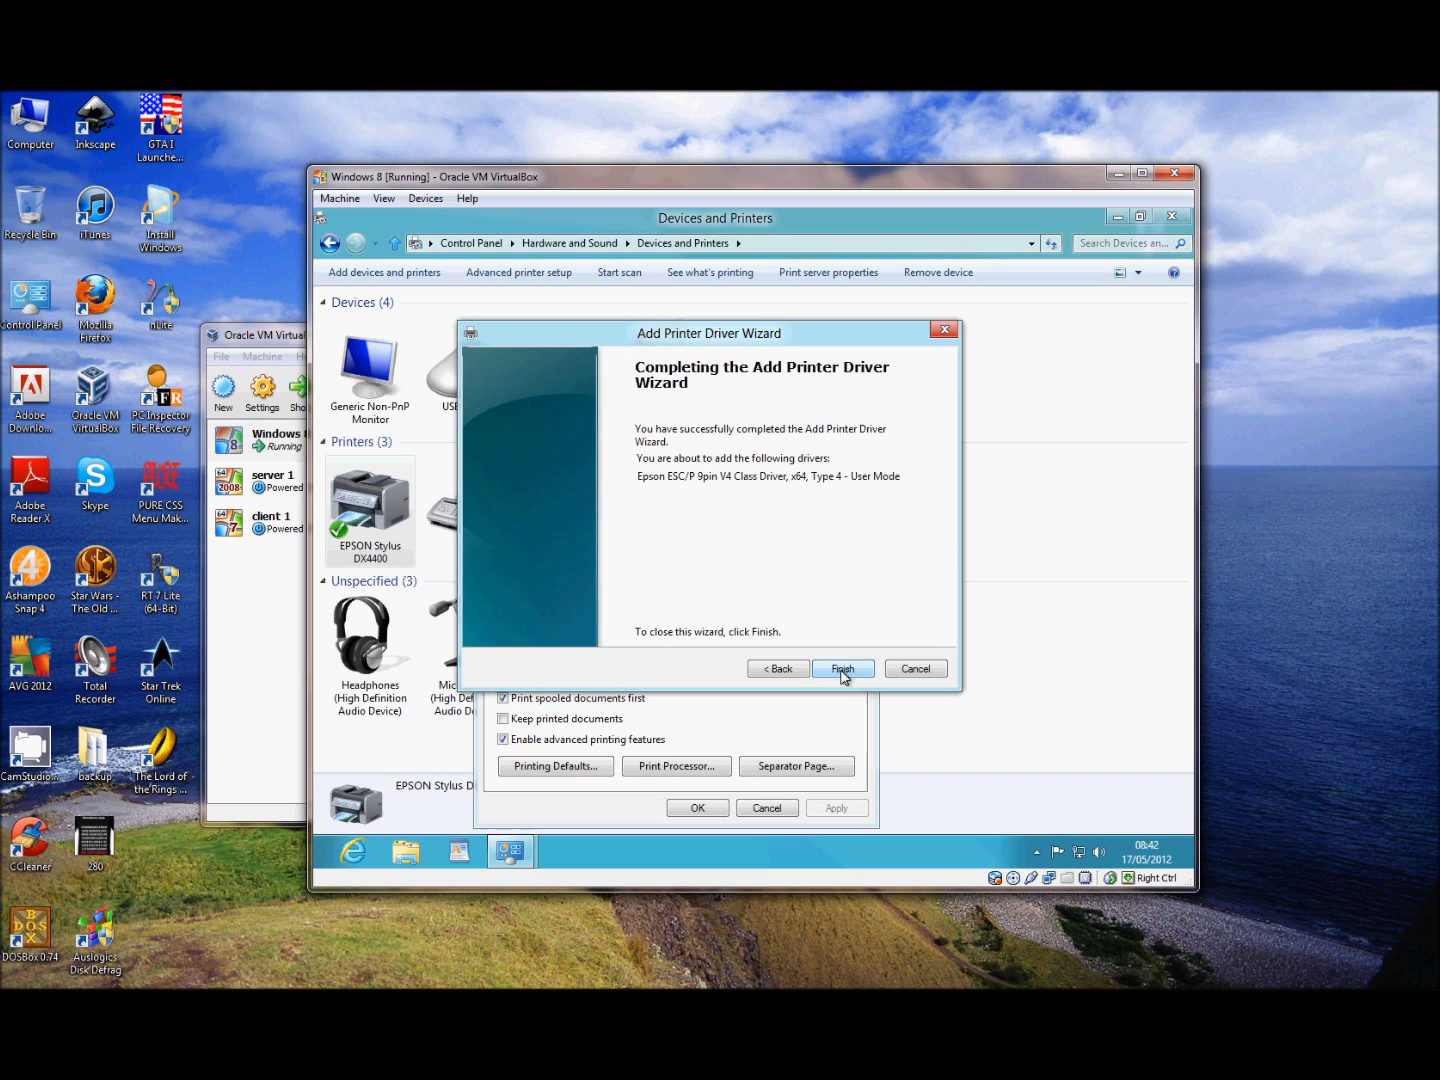 Computer
Inkscape
GTA I
Launche...
Recycle Bin
iTunes
Install
Windows
Control Panel
Mozilla
Firefox
nLite
Adobe
Downlo...
Oracle VM
VirtualBox
PC Inspector
File Recovery
Adobe
Reader X
Skype
PURE CSS
Menu Mak...
Ashampoo
Snap 4
Star Wars -
The Old ...
RT 7 Lite
(64-Bit)
AVG 2012
Total
Recorder
Star Trek
Online
CamStudio...
backup
The Lord of
the Rings ...
CCleaner
280
DOSBox 0.74
Auslogics
Disk Defrag
Oracle VM Virtual
File Machine H
New Settings Sho
Windows 8
Running
server 1
Powered
client 1
Powered
Windows 8 [Running] - Oracle VM VirtualBox
Machine View Devices Help
Devices and Printers
Control Panel Hardware and Sound Devices and Printers
Search Devices an...
Add devices and printers Advanced printer setup Start scan See what's printing Print server properties Remove device
Devices (4)
Generic Non-PnP
Monitor
USB
Printers (3)
EPSON Stylus
DX4400
Unspecified (3)
Headphones
(High Definition
Audio Device)
Mic
(High Def
Audio D
Add Printer Driver Wizard
Completing the Add Printer Driver
Wizard
You have successfully completed the Add Printer Driver
Wizard.
You are about to add the following drivers:
Epson ESC/P 9pin V4 Class Driver, x64, Type 4 - User Mode
To close this wizard, click Finish.
< Back Finish Cancel
Print spooled documents first
Keep printed documents
Enable advanced printing features
Printing Defaults... Print Processor... Separator Page...
OK Cancel Apply
EPSON Stylus D
08:42
17/05/2012
Right Ctrl